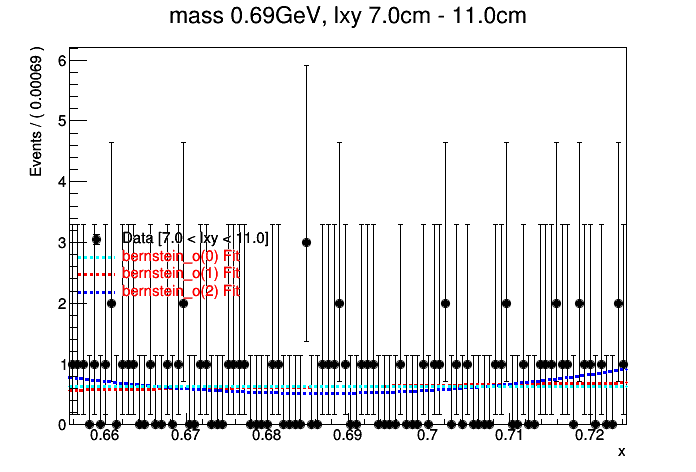 mass 0.69GeV, lxy 7.0cm - 11.0cm
Events / ( 0.00069 )
6
5
4
3
2
1
0
Data [7.0 < lxy < 11.0]
bernstein_o(0) Fit
bernstein_o(1) Fit
bernstein_o(2) Fit
0.66 0.67 0.68 0.69 0.7 0.71 0.72
x